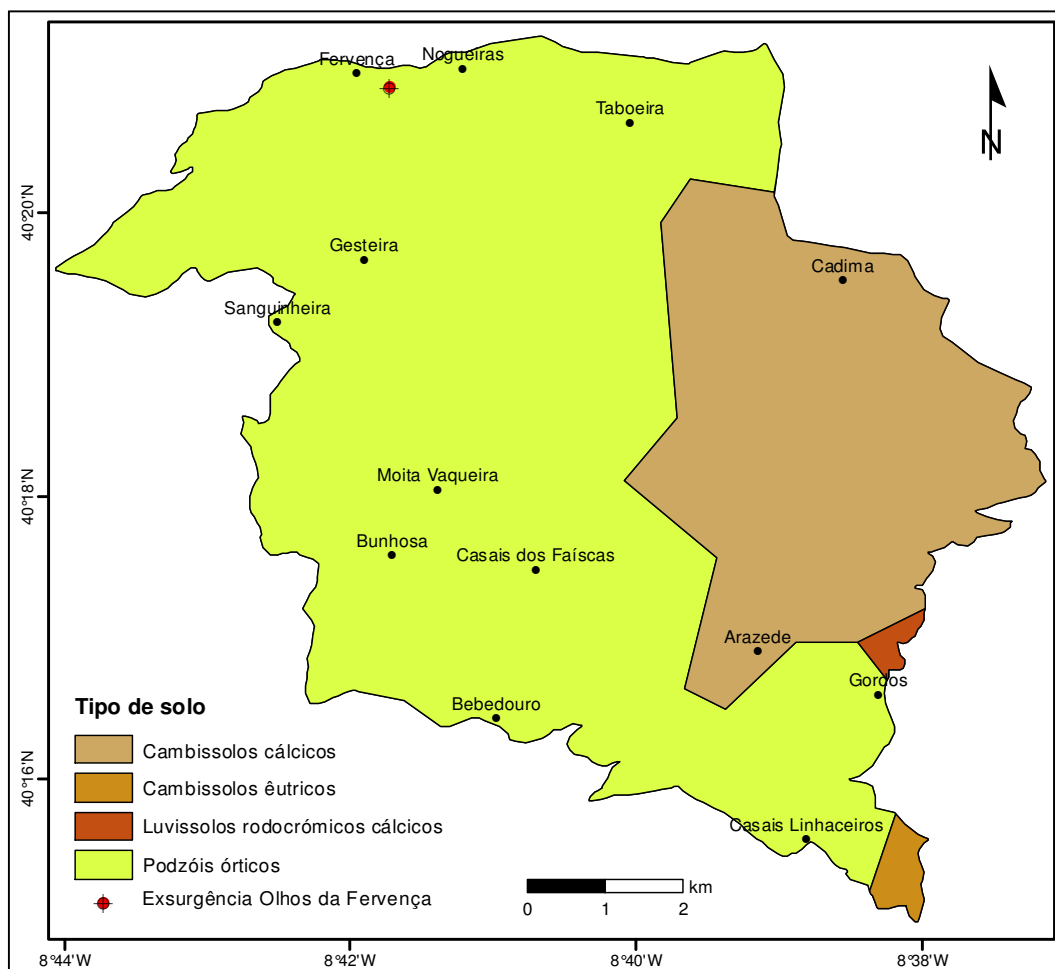 Fervença
Nogueiras
Taboeira
N
40°20'N
Gesteira
Cadima
Sanguinheira
40°18'N
Moita Vaqueira
Bunhosa
Casais dos Faíscas
Arazede
Gordos
Bebedouro
40°16'N
Casais Linhaceiros
Tipo de solo
Cambissolos cálcicos
Cambissolos êutricos
Luvissolos rodocrómicos cálcicos
Podzóis órticos
Exsurgência Olhos da Fervença
km
0 1 2
8°44'W 8°42'W 8°40'W 8°38'W